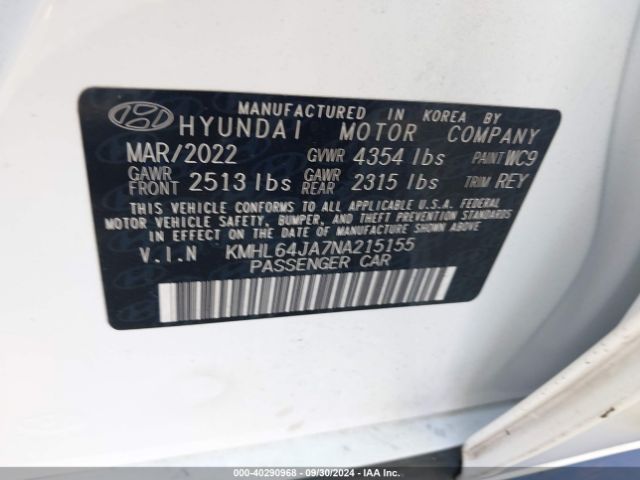 MANUFACTURED IN KOREA BY
HYUNDAI MOTOR COMPANY
MAR/2022 GVWR 4354 lbs PAINT WC9
GAWR FRONT 2513 lbs GAWR REAR 2315 lbs TRIM REY
THIS VEHICLE CONFORMS TO ALL APPLICABLE U.S.A. FEDERAL
MOTOR VEHICLE SAFETY, BUMPER, AND THEFT PREVENTION STANDARDS
IN EFFECT ON THE DATE OF MANUFACTURE SHOWN ABOVE
V.I.N KMHL64JA7NA215155
PASSENGER CAR
000-40290968 - 09/30/2024 - IAA Inc.